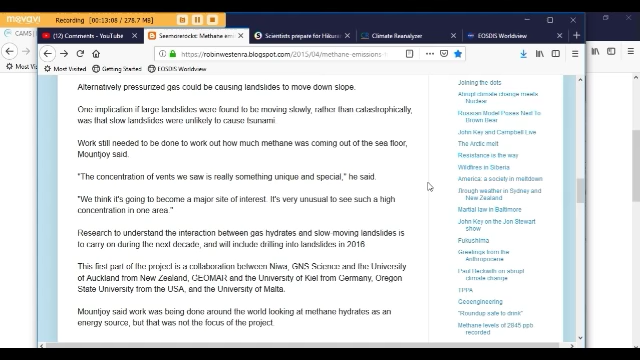 movavi
Recording 00:13:08 / 278.7 MB
CAMS |
Most Visit
(2) Comments - YouTube
Seemorerocks: Methane emi
Scientists prepare for Hikura
Climate Reanalyzer
EOSDIS Worldview
https://robinwestenra.blogspot.com/2015/04/methane-emissions-
Most Visited
Getting Started
EOSDIS Worldview
Alternatively pressurized gas could be causing landslides to move down slope.
One implication if large landslides were found to be moving slowly, rather than catastrophically,
was that slow landslides were unlikely to cause tsunami.
Work still needed to be done to work out how much methane was coming out of the sea floor,
Mountjoy said.
"The concentration of vents we saw is really something unique and special," he said.
"We think it's going to become a major site of interest. It's very unusual to see such a high
concentration in one area."
Research to understand the interaction between gas hydrates and slow-moving landslides is
to carry on during the next decade, and will include drilling into landslides in 2016.
This first part of the project is a collaboration between Niwa, GNS Science and the University
of Auckland from New Zealand, GEOMAR and the University of Kiel from Germany, Oregon
State University from the USA, and the University of Malta.
Mountjoy said work was being done around the world looking at methane hydrates as an
energy source, but that was not the focus of the project.
Joining the dots
Abrupt climate change meets
Nuclear
Russian Model Poses Next To
Brown Bear
John Key and Campbell Live
The Arctic melt
Resistance is the way
Wildfires in Siberia
America: a society in meltdown
Rough weather in Sydney and
New Zealand
Martial law in Baltimore
John Key on the Jon Stewart
show
Fukushima
Greetings from the
Anthropocene
Paul Beckwith on abrupt
climate change
TPPA
Geoengineering
"Roundup safe to drink"
Methane levels of 2845 ppb
recorded